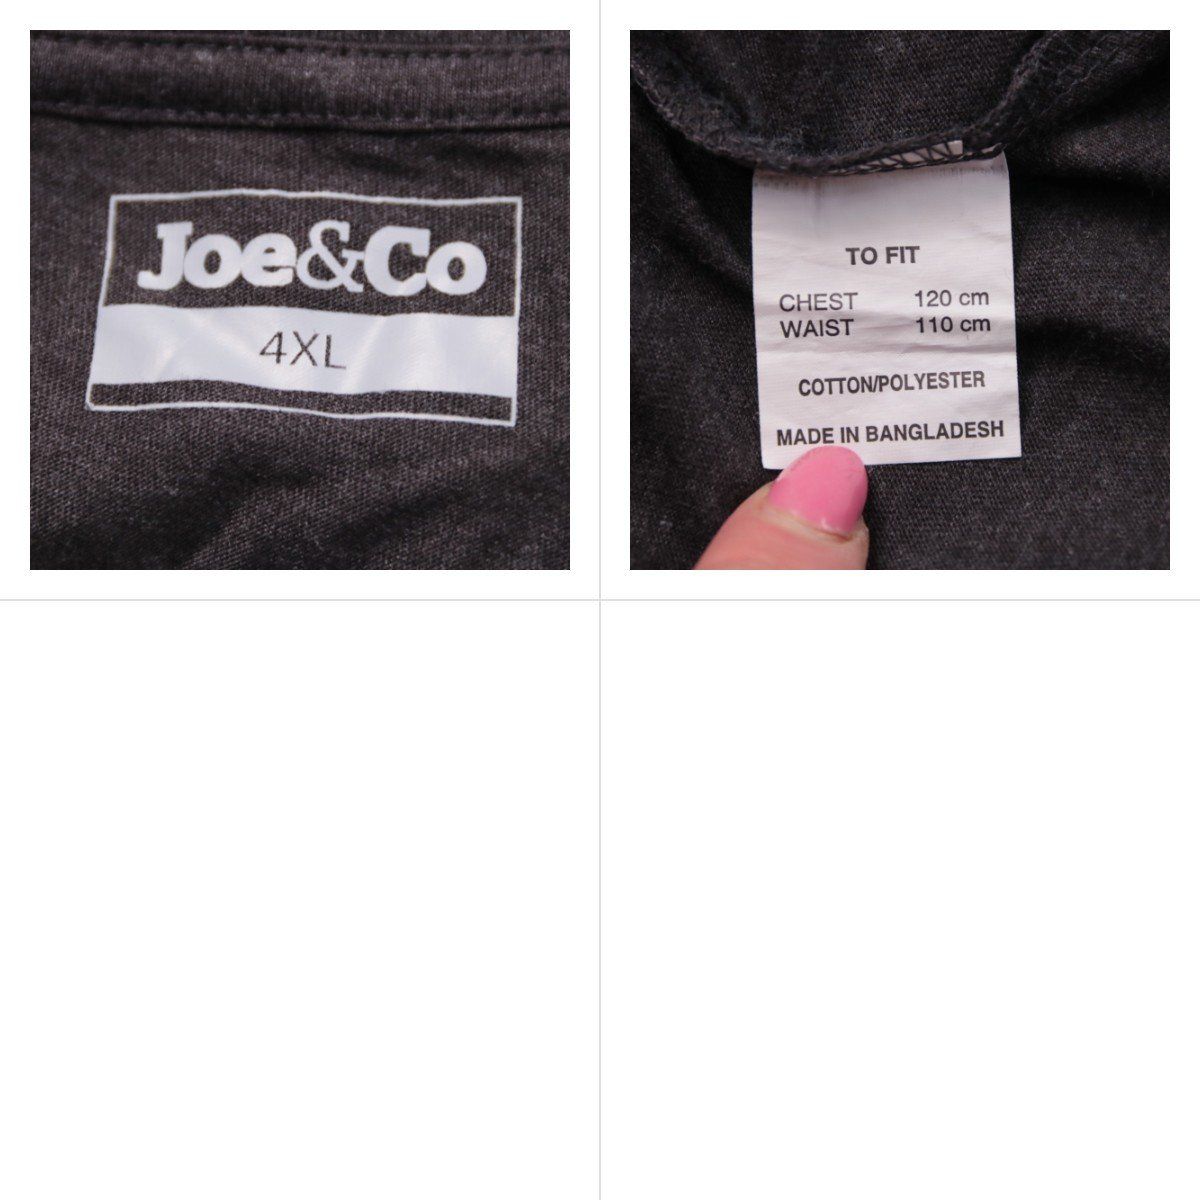 Joe&Co
4XL
TO FIT
CHEST 120 cm
WAIST 110 cm
COTTON/POLYESTER
MADE IN BANGLADESH